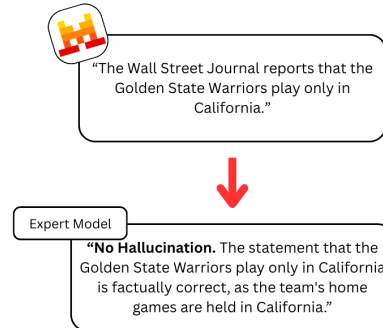 “The Wall Street Journal reports that the
Golden State Warriors play only in
California.”
Expert Model
“No Hallucination. The statement that the
Golden State Warriors play only in California
is factually correct, as the team's home
games are held in California.”